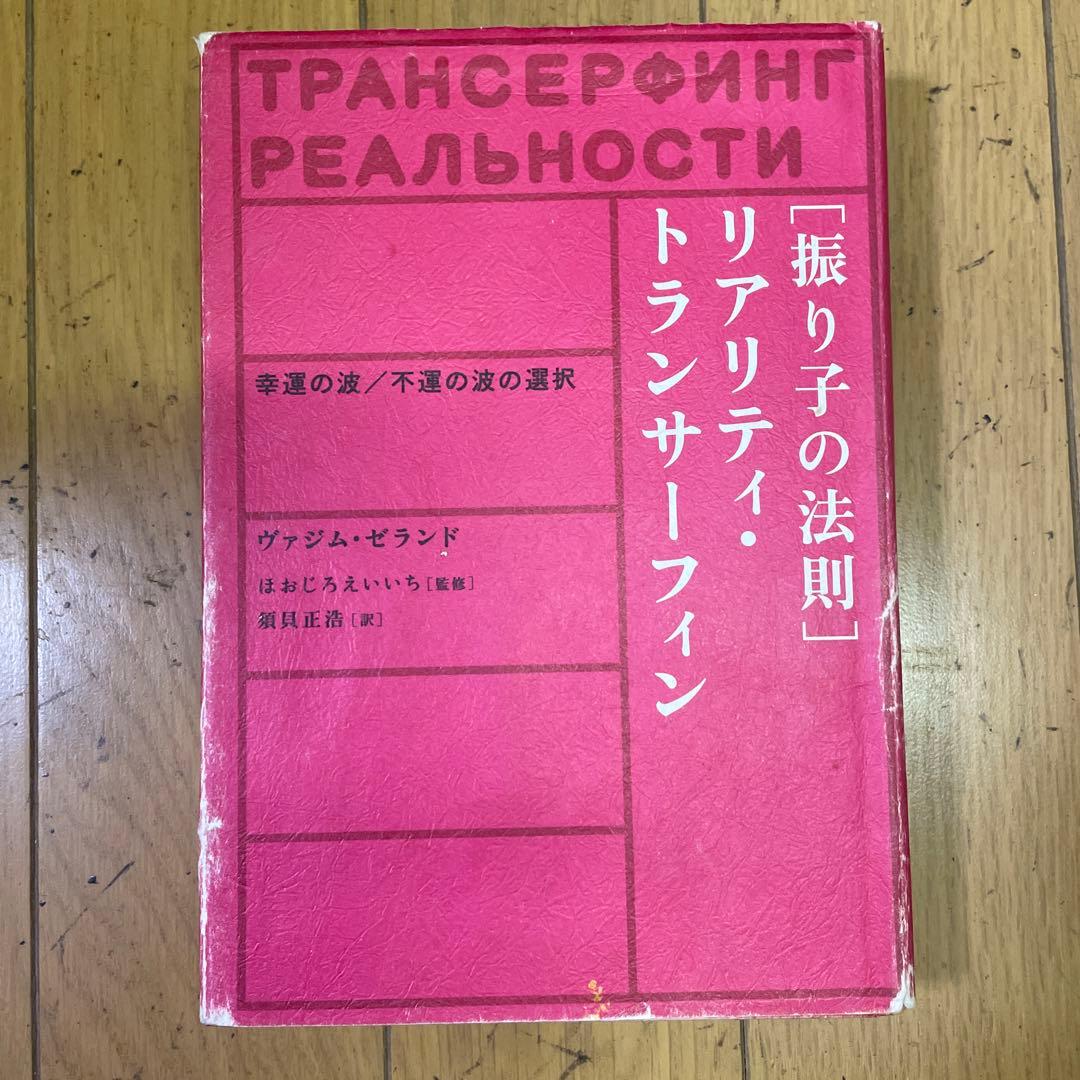 ТРАНСЕРФИНГ
РЕАЛЬНОСТИ
[振り子の法則]
リアリティ・
トランサーフィン
幸運の波／不運の波の選択
ヴァジム・ゼランド
ほおじろえいいち[監修]
須貝正浩[訳]